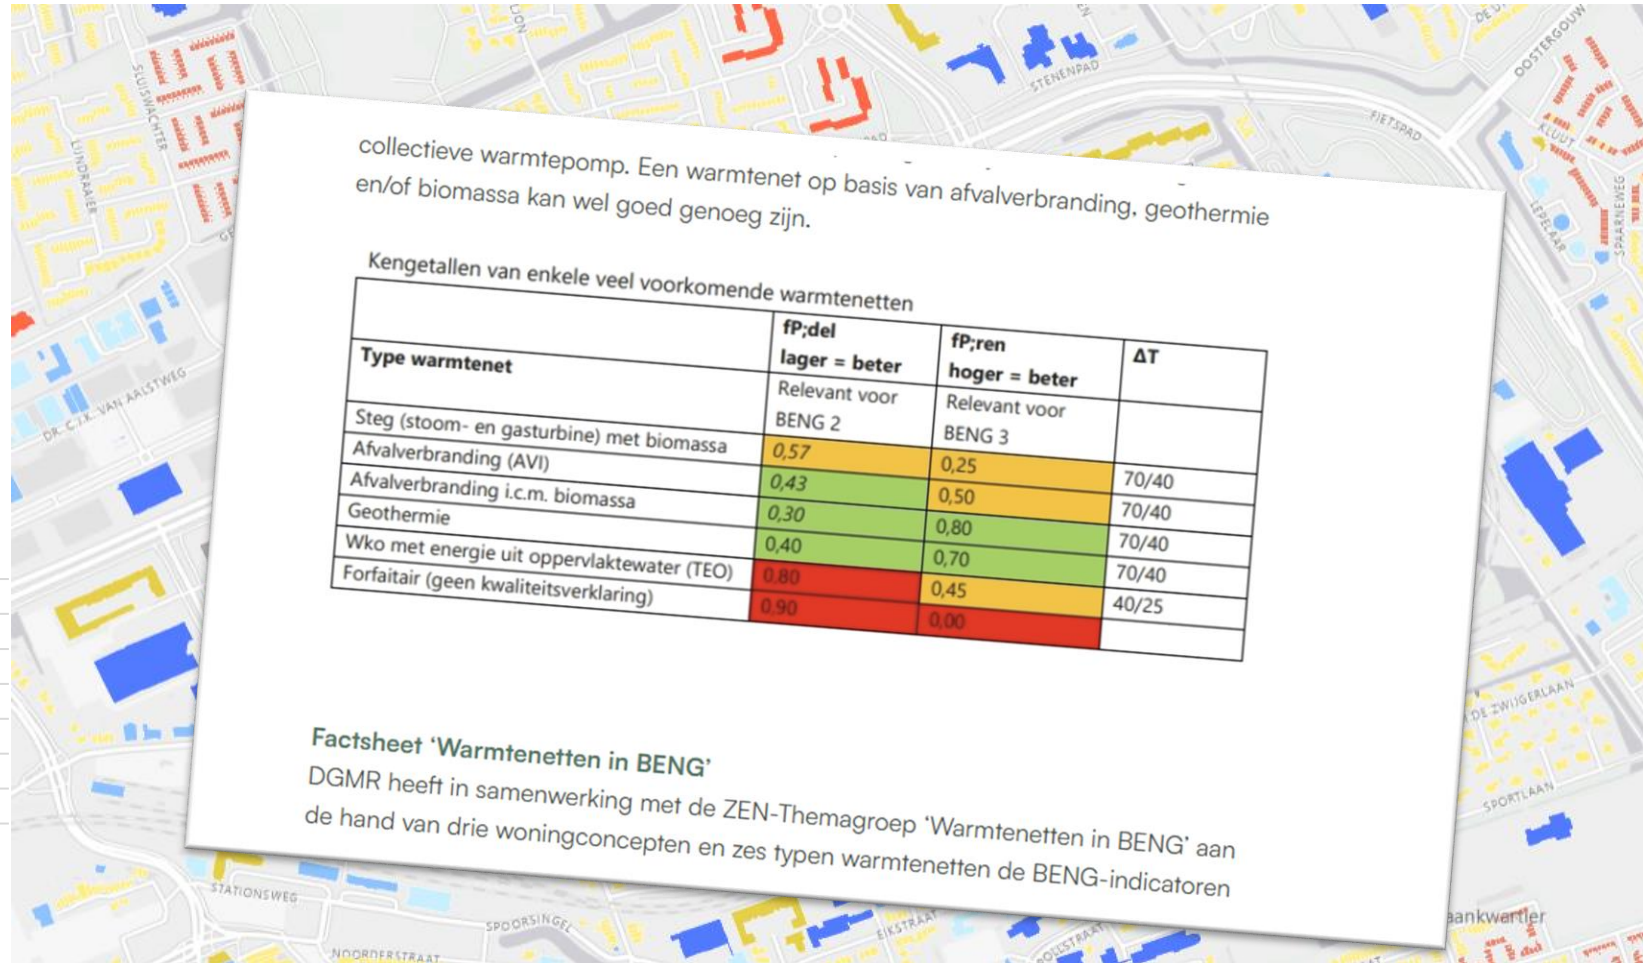 collectieve warmtepomp. Een warmtenet op basis van afvalverbranding, geothermie
en/of biomassa kan wel goed genoeg zijn.
Kengetallen van enkele veel voorkomende warmtenetten
Type warmtenet
fP;del
lager = beter
fP;ren
hoger = beter
ΔT
Relevant voor
BENG 2
Relevant voor
BENG 3
Steg (stoom- en gasturbine) met biomassa 0,57 0,25 70/40
Afvalverbranding (AVI) 0,43 0,50 70/40
Afvalverbranding i.c.m. biomassa 0,30 0,80 70/40
Geothermie 0,40 0,70 70/40
Wko met energie uit oppervlaktewater (TEO) 0,80 0,45 40/25
Forfaitair (geen kwaliteitsverklaring) 0,90 0,00
Factsheet ‘Warmtenetten in BENG’
DGMR heeft in samenwerking met de ZEN-Themagroep ‘Warmtenetten in BENG’ aan
de hand van drie woningconcepten en zes typen warmtenetten de BENG-indicatoren
SLUISWACHTER
LIJNDRAAIER
DR. C.J.K. VAN AALSTWEG
STENENPAD
FIETSPAD
OOSTERGOUW
KLUUT
LEPELAAR
SPAARNEWEG
DE ZWIJGERLAAN
SPORTLAAN
STATIONSWEG
SPOORSINGEL
NOORDERSTRAAT
EIKSTRAAT